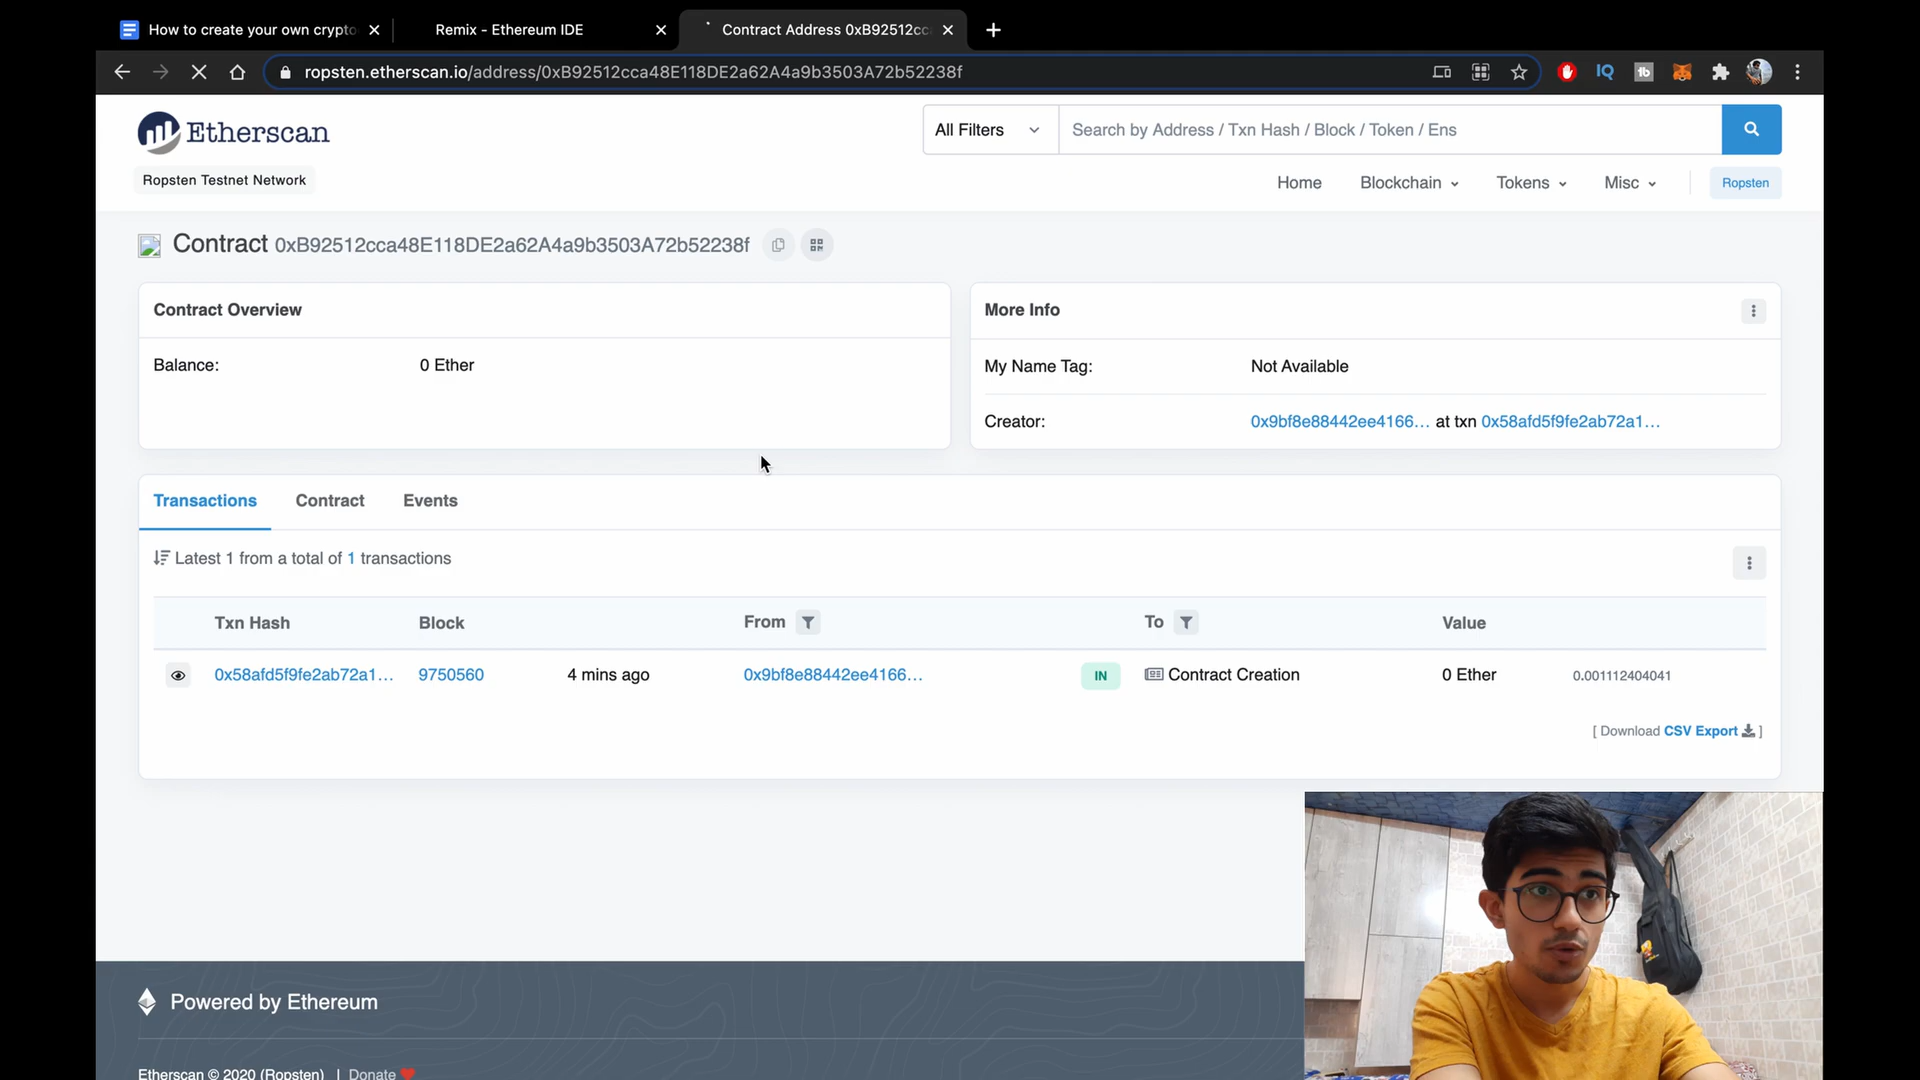 How to create your own crypto
Remix - Ethereum IDE
Contract Address 0xB92512cc
ropsten.etherscan.io/address/0xB92512cca48E118DE2a62A4a9b3503A72b52238f
IQ
tb
Etherscan
All Filters
Search by Address / Txn Hash / Block / Token / Ens
Ropsten Testnet Network
Home
Blockchain
Tokens
Misc
Ropsten
Contract 0xB92512cca48E118DE2a62A4a9b3503A72b52238f
Contract Overview
More Info
Balance:
0 Ether
My Name Tag:
Not Available
Creator:
0x9bf8e88442ee4166... at txn 0x58afd5f9fe2ab72a1...
Transactions
Contract
Events
Latest 1 from a total of 1 transactions
Txn Hash
Block
From
To
Value
0x58afd5f9fe2ab72a1...
9750560
4 mins ago
0x9bf8e88442ee4166...
IN
Contract Creation
0 Ether
0.001112404041
[ Download CSV Export ]
Powered by Ethereum
Etherscan © 2020 (Ropsten) | Donate